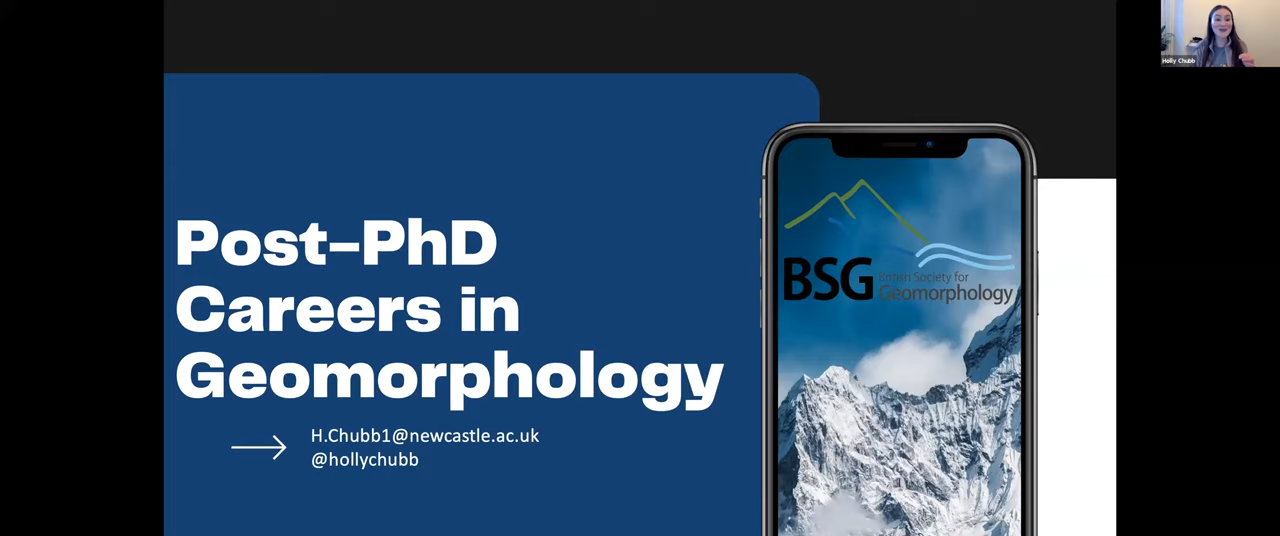 Holly Chubb
Post-PhD
Careers in
Geomorphology
H.Chubb1@newcastle.ac.uk
@hollychubb
BSG British Society for
Geomorphology